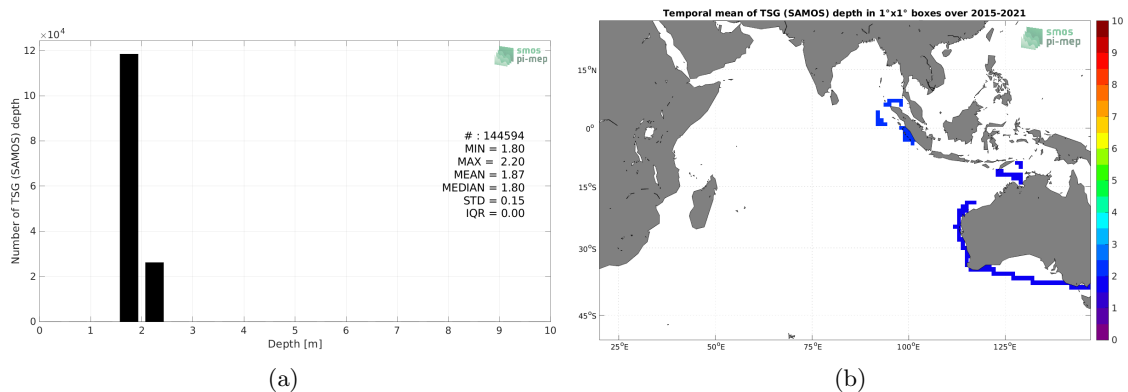 ×10⁴
12
10
8
6
4
2
0
Number of TSG (SAMOS) depth
0 1 2 3 4 5 6 7 8 9 10
Depth [m]
smos
pi-mep
# : 144594
MIN = 1.80
MAX = 2.20
MEAN = 1.87
MEDIAN = 1.80
STD = 0.15
IQR = 0.00
(a)
Temporal mean of TSG (SAMOS) depth in 1°x1° boxes over 2015-2021
smos
pi-mep
15°N
0°
15°S
30°S
45°S
25°E 50°E 75°E 100°E 125°E
10
9
8
7
6
5
4
3
2
1
0
(b)